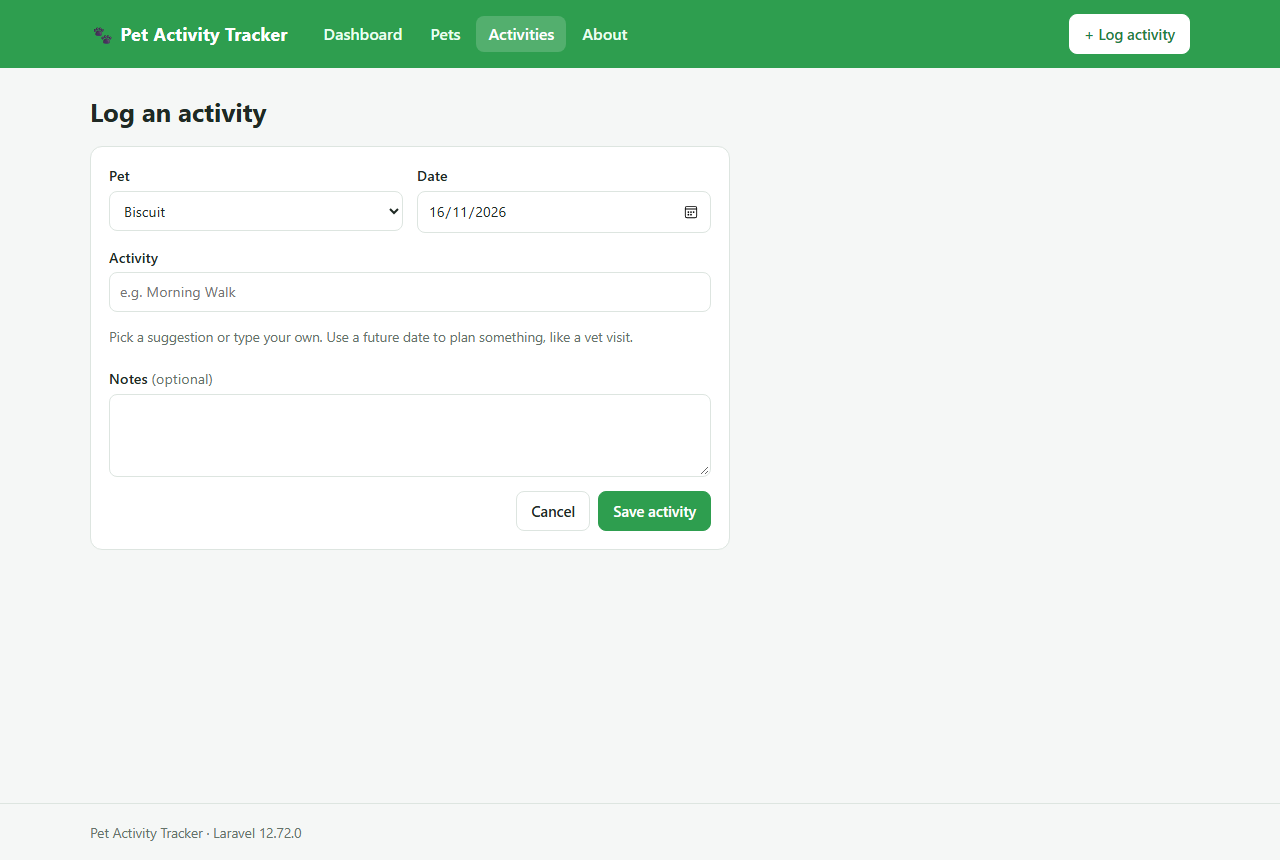 Pet Activity Tracker Dashboard Pets Activities About + Log activity
Log an activity
Pet Date
Biscuit 16/11/2026
Activity
e.g. Morning Walk
Pick a suggestion or type your own. Use a future date to plan something, like a vet visit.
Notes (optional)
Cancel Save activity
Pet Activity Tracker · Laravel 12.72.0